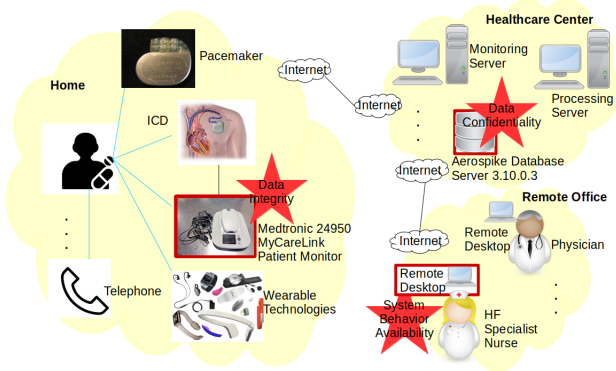 Healthcare Center
Home
Pacemaker
Internet
Internet
Monitoring
Server
Processing
Server
ICD
Data
Confidentiality
Aerospike Database
Server 3.10.0.3
Internet
Data
Integrity
Medtronic 24950
MyCareLink
Patient Monitor
Remote Office
Internet
Remote
Desktop
Physician
Telephone
Wearable
Technologies
Remote
Desktop
System
Behavior
Availability
HF
Specialist
Nurse